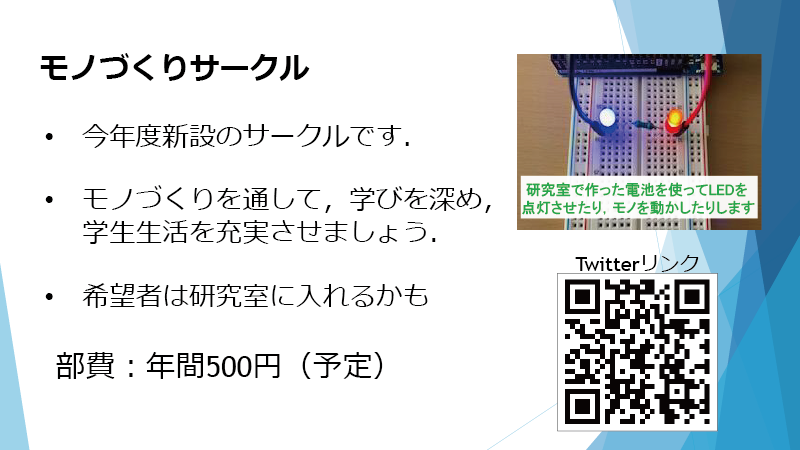 モノづくりサークル
• 今年度新設のサークルです.
• モノづくりを通して，学びを深め，
学生生活を充実させましょう.
• 希望者は研究室に入れるかも
部費：年間500円（予定）
研究室で作った電池を使ってLEDを
点灯させたり，モノを動かしたりします
Twitterリンク